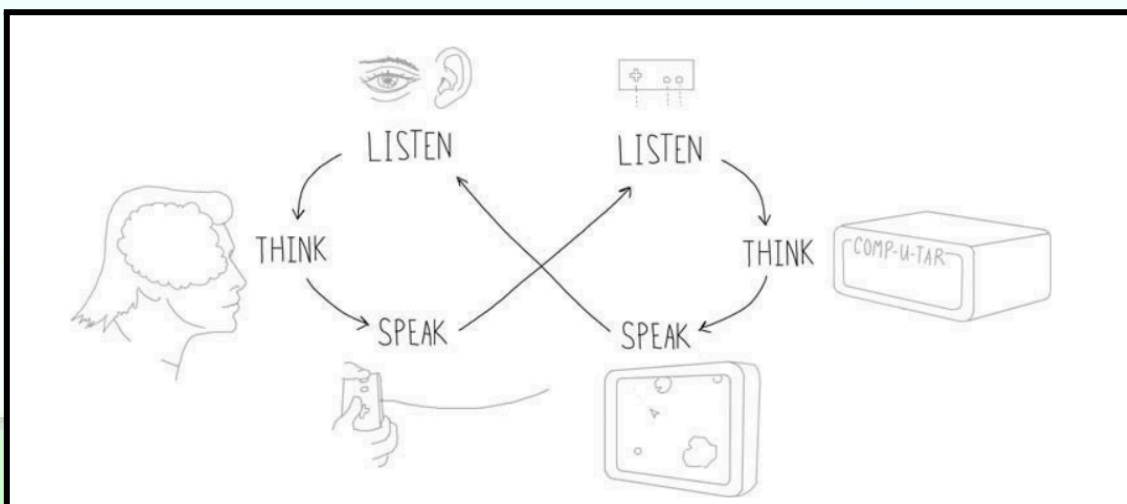 LISTEN
LISTEN
THINK
THINK
COMP-U-TAR
SPEAK
SPEAK